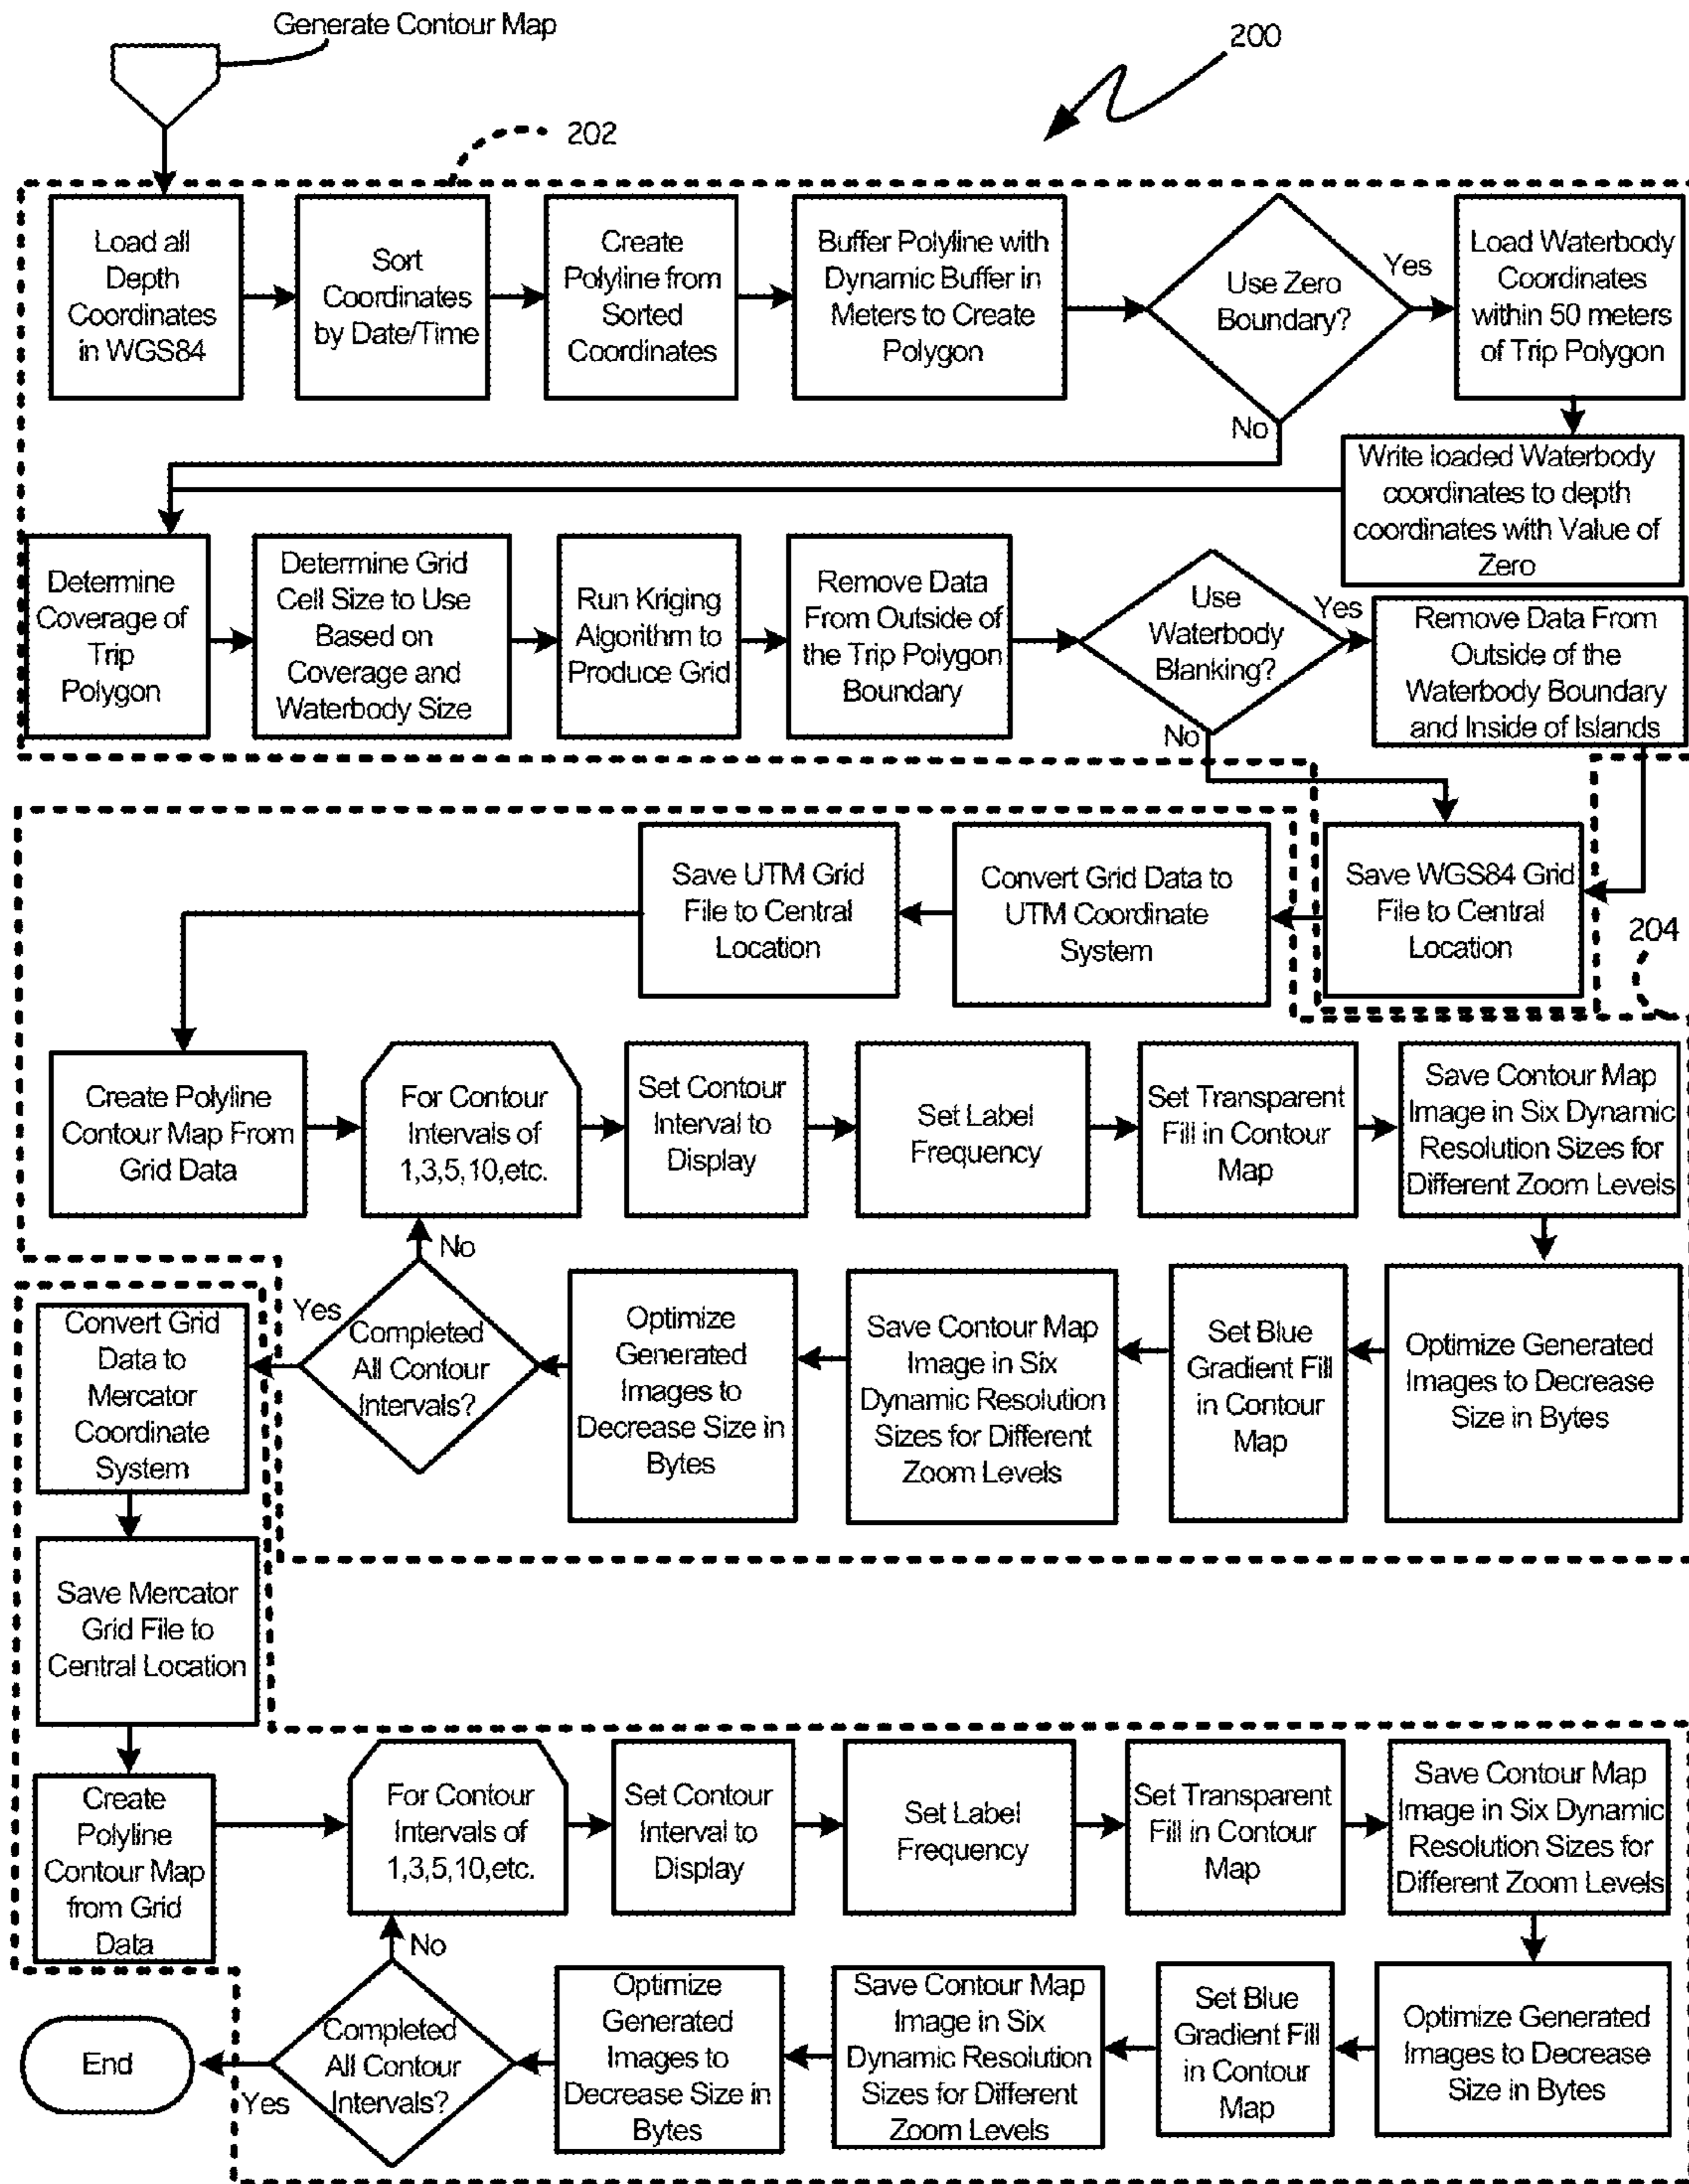 Generate Contour Map
200
202
Load all
Depth
Coordinates
in WGS84
Sort
Coordinates
by Date/Time
Create
Polyline from
Sorted
Coordinates
Buffer Polyline with
Dynamic Buffer in
Meters to Create
Polygon
Use Zero
Boundary?
Yes
No
Load Waterbody
Coordinates
within 50 meters
of Trip Polygon
Write loaded Waterbody
coordinates to depth
coordinates with Value of
Zero
Determine
Coverage of
Trip
Polygon
Determine Grid
Cell Size to Use
Based on
Coverage and
Waterbody Size
Run Kriging
Algorithm to
Produce Grid
Remove Data
From Outside of
the Trip Polygon
Boundary
Use
Waterbody
Blanking?
Yes
No
Remove Data From
Outside of the
Waterbody Boundary
and Inside of Islands
Save WGS84 Grid
File to Central
Location
204
Convert Grid Data to
UTM Coordinate
System
Save UTM Grid
File to Central
Location
Create Polyline
Contour Map From
Grid Data
For Contour
Intervals of
1,3,5,10,etc.
Set Contour
Interval to
Display
Set Label
Frequency
Set Transparent
Fill in Contour
Map
Save Contour Map
Image in Six Dynamic
Resolution Sizes for
Different Zoom Levels
Optimize Generated
Images to Decrease
Size in Bytes
Set Blue
Gradient Fill
in Contour
Map
Save Contour Map
Image in Six
Dynamic Resolution
Sizes for Different
Zoom Levels
Optimize
Generated
Images to
Decrease Size in
Bytes
Completed
All Contour
Intervals?
No
Yes
Convert Grid
Data to
Mercator
Coordinate
System
Save Mercator
Grid File to
Central Location
Create
Polyline
Contour Map
from Grid
Data
For Contour
Intervals of
1,3,5,10,etc.
Set Contour
Interval to
Display
Set Label
Frequency
Set Transparent
Fill in Contour
Map
Save Contour Map
Image in Six Dynamic
Resolution Sizes for
Different Zoom Levels
Optimize Generated
Images to Decrease
Size in Bytes
Set Blue
Gradient Fill
in Contour
Map
Save Contour Map
Image in Six
Dynamic Resolution
Sizes for Different
Zoom Levels
Optimize
Generated
Images to
Decrease Size in
Bytes
Completed
All Contour
Intervals?
No
Yes
End